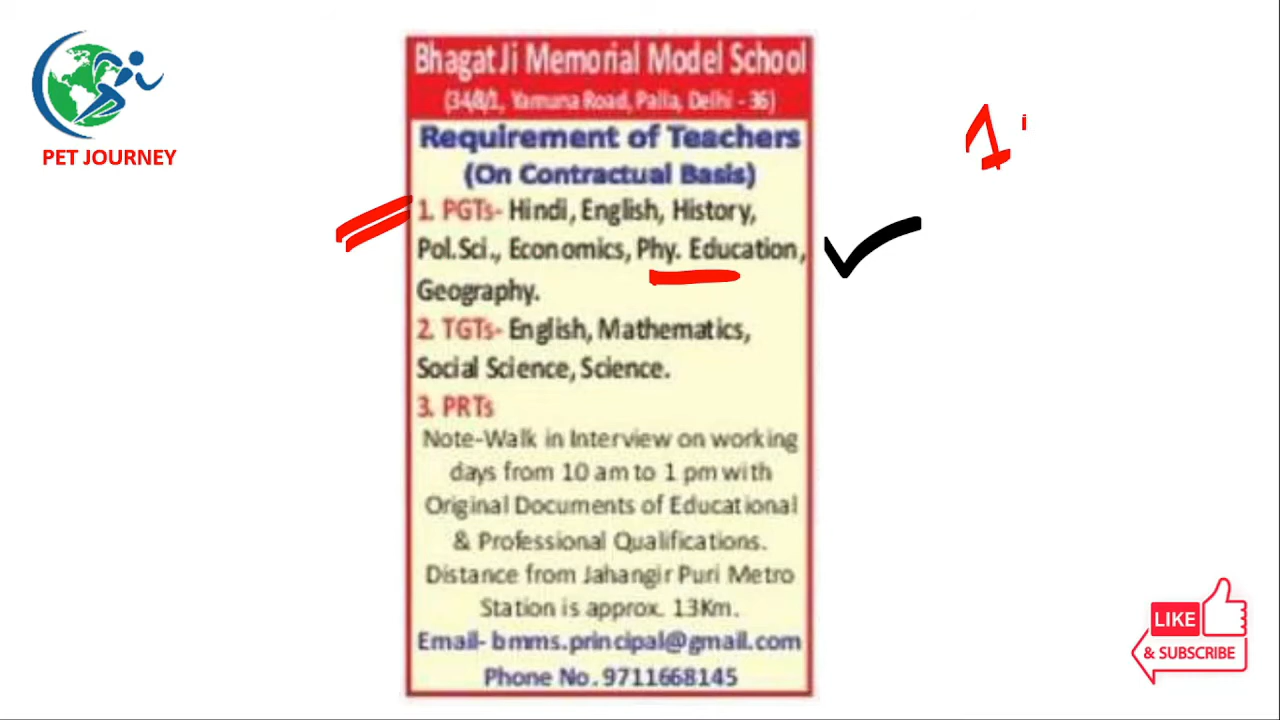 PET JOURNEY
Bhagat Ji Memorial Model School
(34/8/1, Yamuna Road, Palla, Delhi - 36)
Requirement of Teachers
(On Contractual Basis)
1. PGTs- Hindi, English, History,
Pol.Sci., Economics, Phy. Education,
Geography.
2. TGTs- English, Mathematics,
Social Science, Science.
3. PRTs
Note-Walk in Interview on working
days from 10 am to 1 pm with
Original Documents of Educational
& Professional Qualifications.
Distance from Jahangir Puri Metro
Station is approx. 13Km.
Email- bmms.principal@gmail.com
Phone No. 9711668145
1
LIKE
& SUBSCRIBE